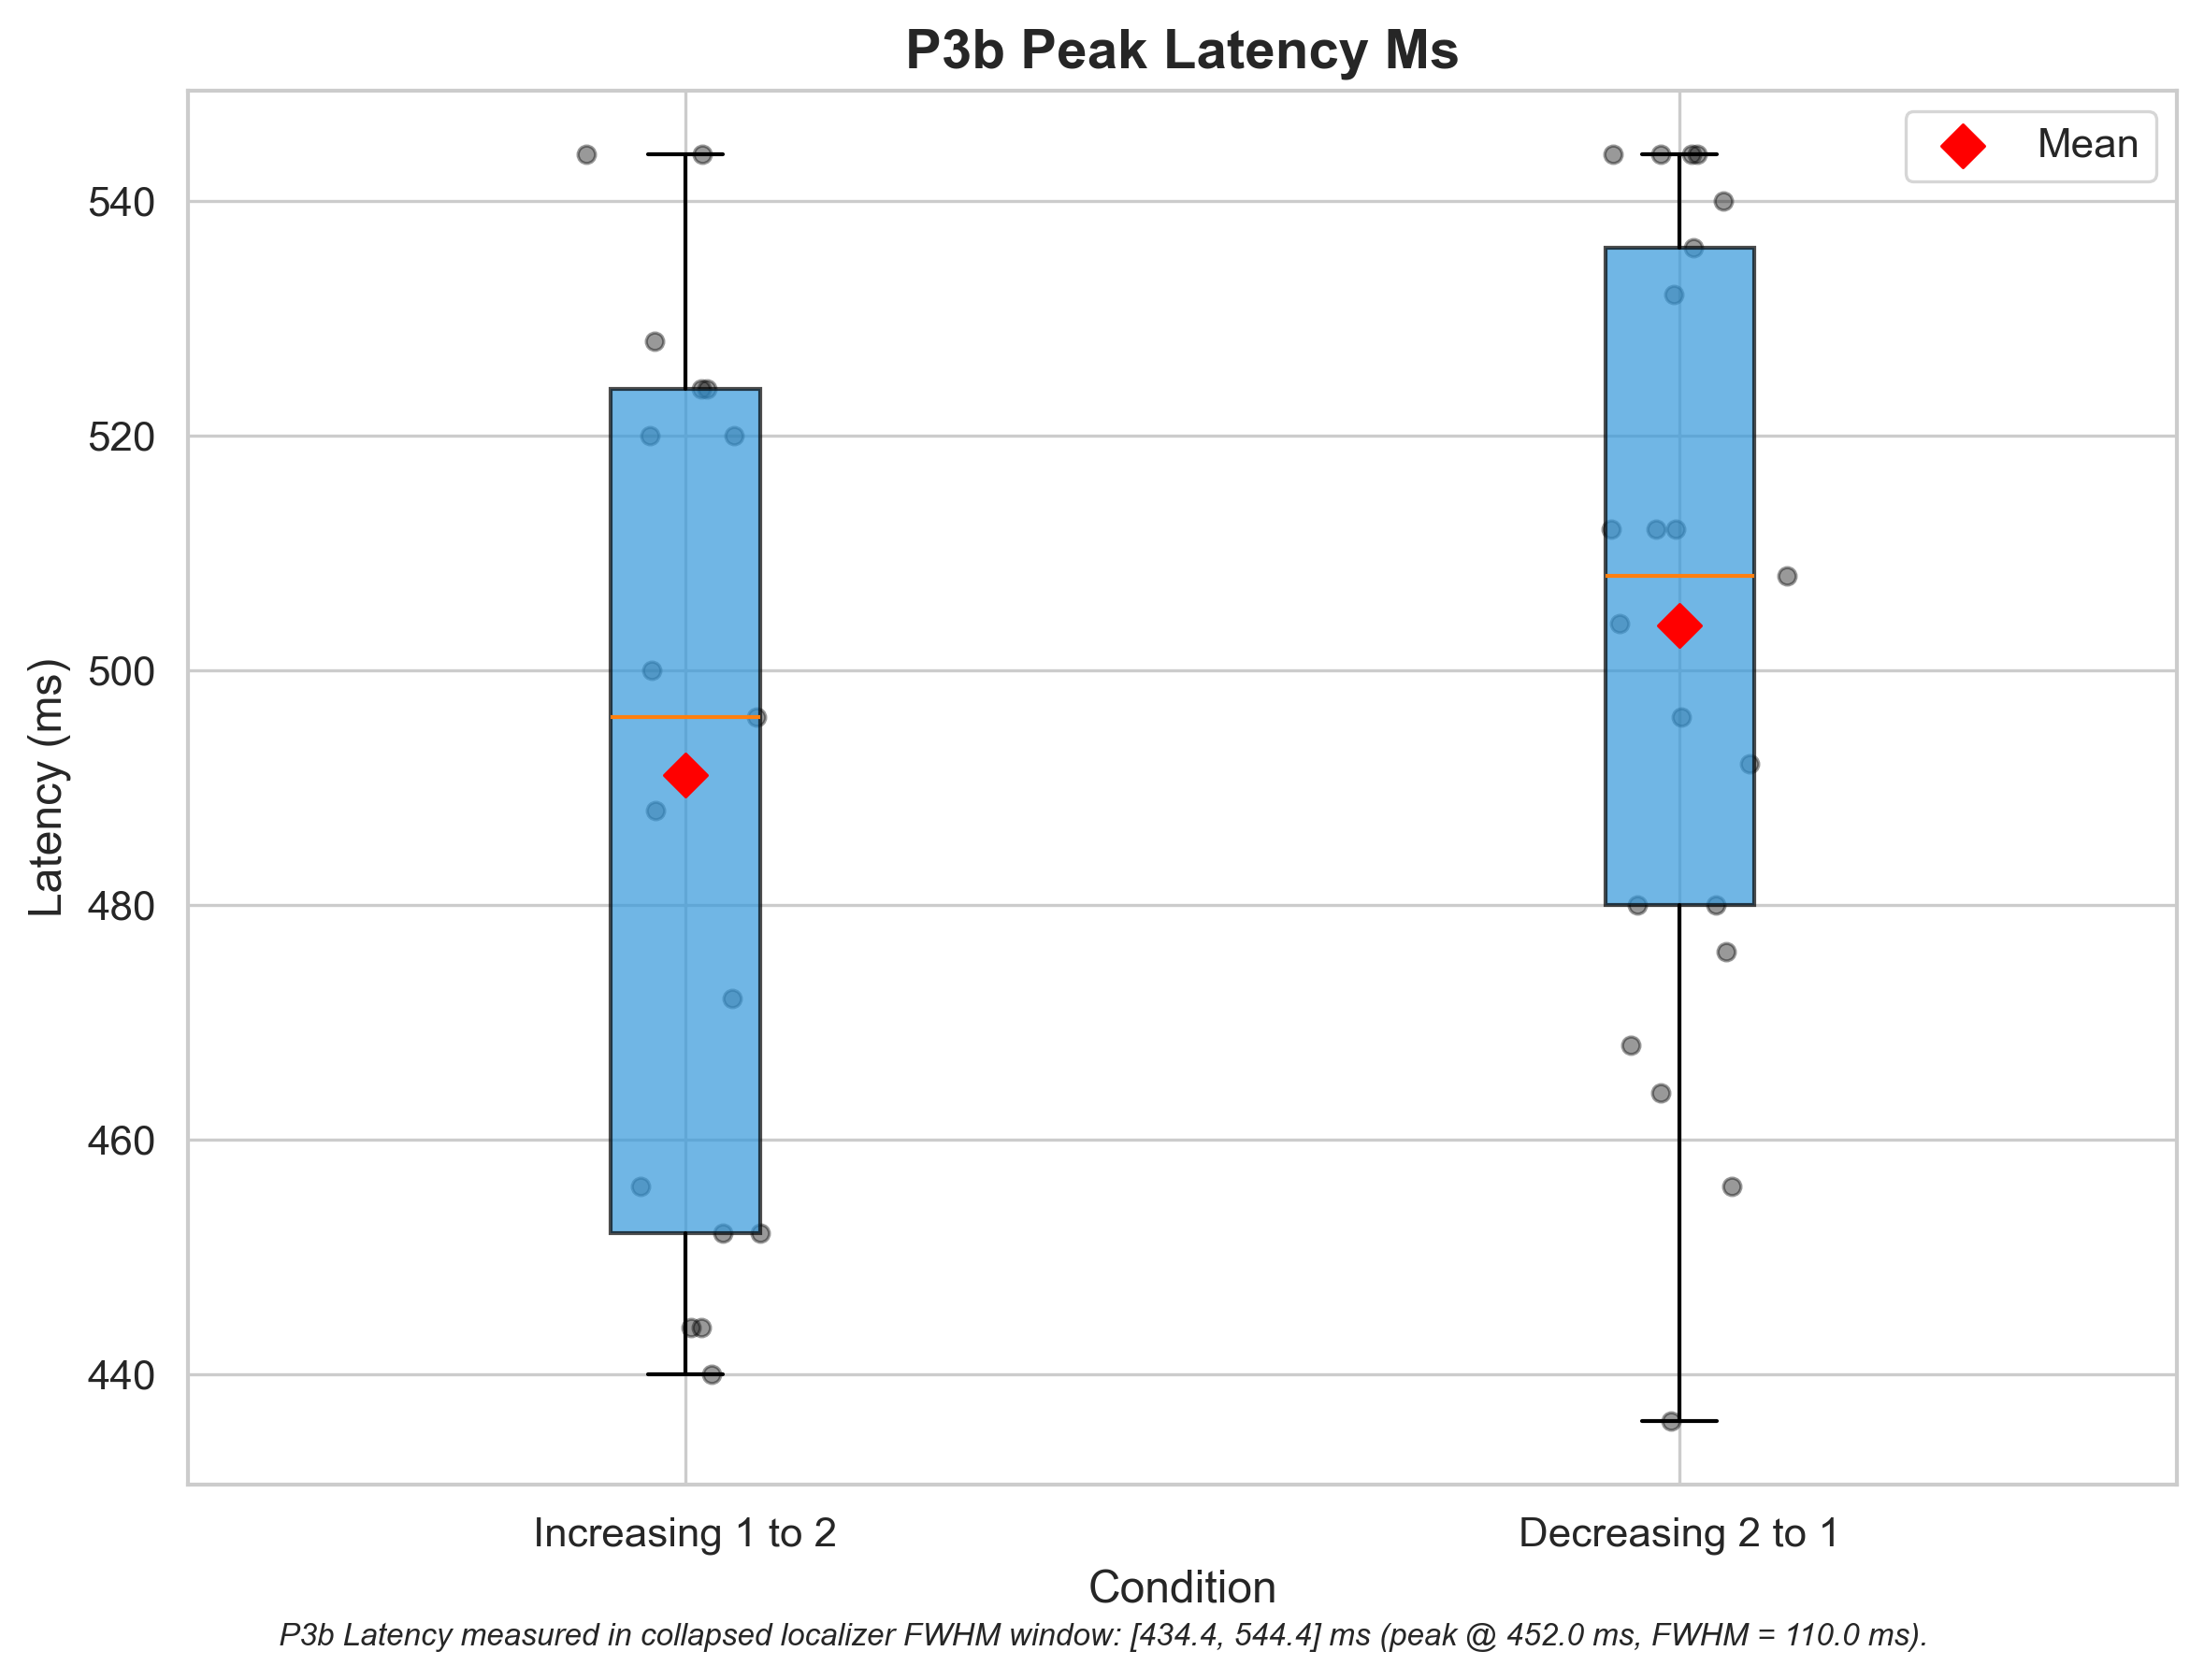 P3b Peak Latency Ms
Mean
540
520
500
480
460
440
Latency (ms)
Increasing 1 to 2
Decreasing 2 to 1
Condition
P3b Latency measured in collapsed localizer FWHM window: [434.4, 544.4] ms (peak @ 452.0 ms, FWHM = 110.0 ms).